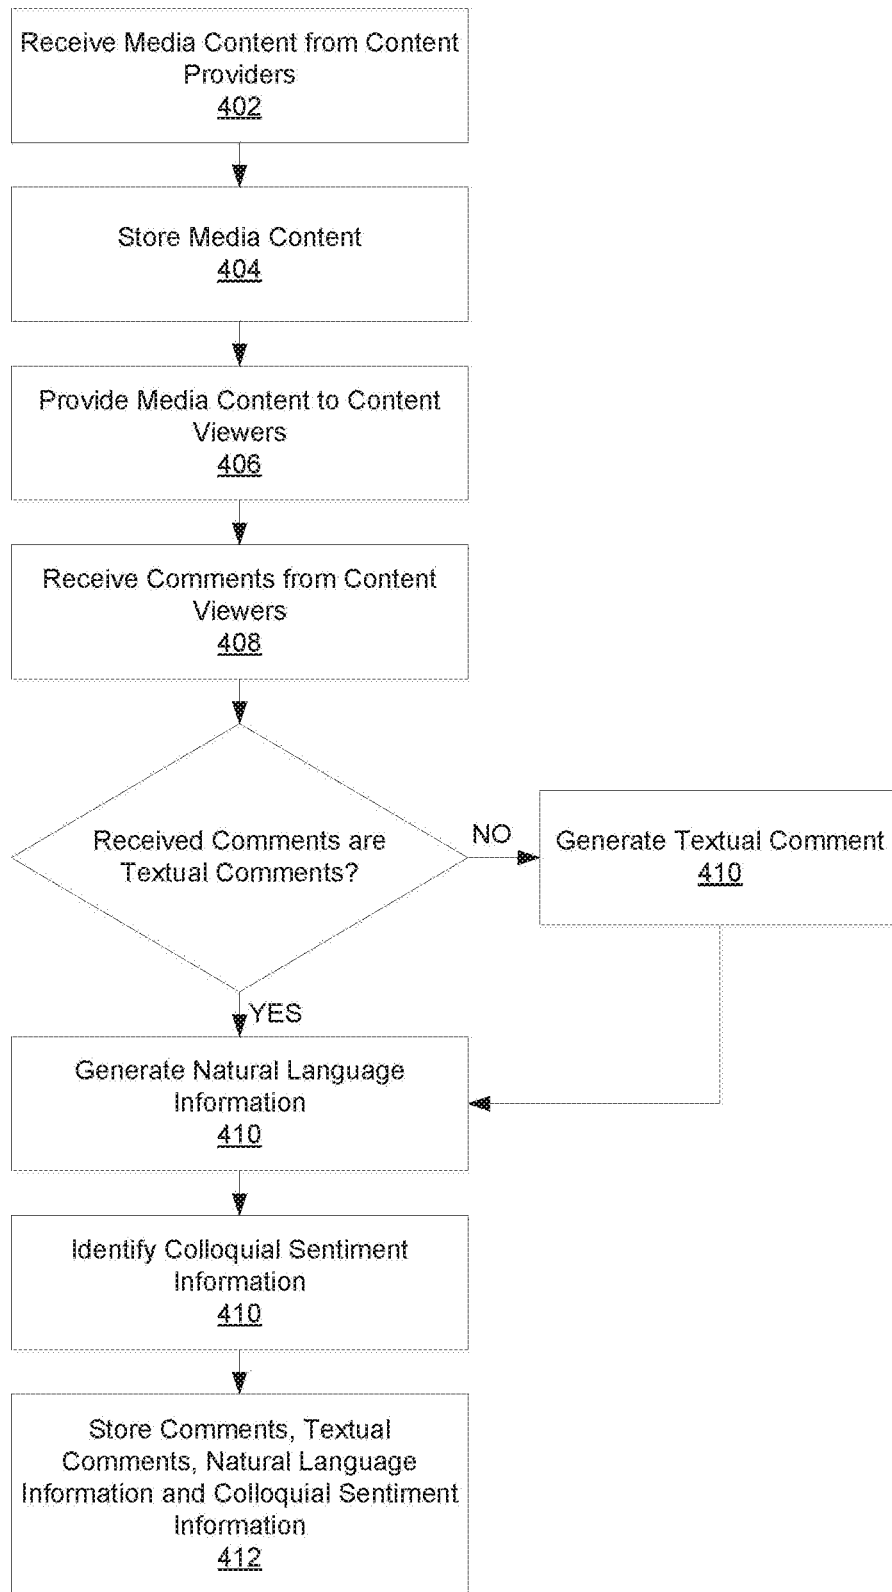 Receive Media Content from Content
Providers
402
Store Media Content
404
Provide Media Content to Content
Viewers
406
Receive Comments from Content
Viewers
408
Received Comments are
Textual Comments?
NO
Generate Textual Comment
410
YES
Generate Natural Language
Information
410
Identify Colloquial Sentiment
Information
410
Store Comments, Textual
Comments, Natural Language
Information and Colloquial Sentiment
Information
412